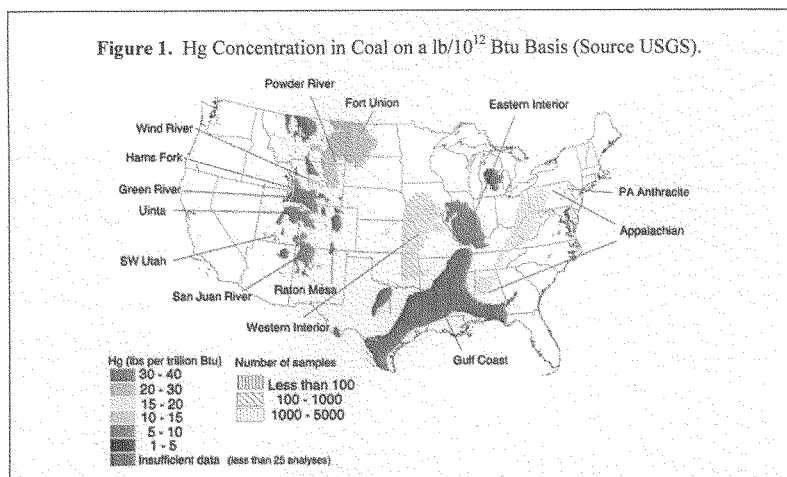 Figure 1. Hg Concentration in Coal on a lb/10¹² Btu Basis (Source USGS).
Powder River
Fort Union
Eastern Interior
Wind River
Hams Fork
Green River
Uinta
PA Anthracite
Appalachian
SW Utah
San Juan River
Raton Mesa
Western Interior
Gulf Coast
Hg (lbs per trillion Btu)
30 - 40
20 - 30
15 - 20
10 - 15
5 - 10
1 - 5
Insufficient data (less than 25 analyses)
Number of samples
Less than 100
100 - 1000
1000 - 5000